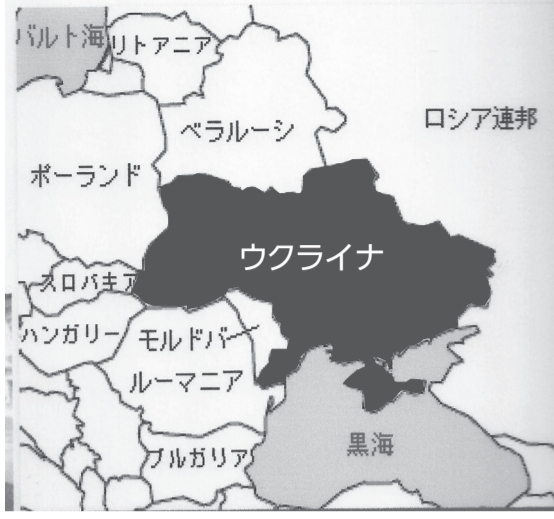 バルト海
リトアニア
ベラルーシ
ロシア連邦
ポーランド
ウクライナ
スロバキア
ハンガリー
モルドバ
ルーマニア
ブルガリア
黒海